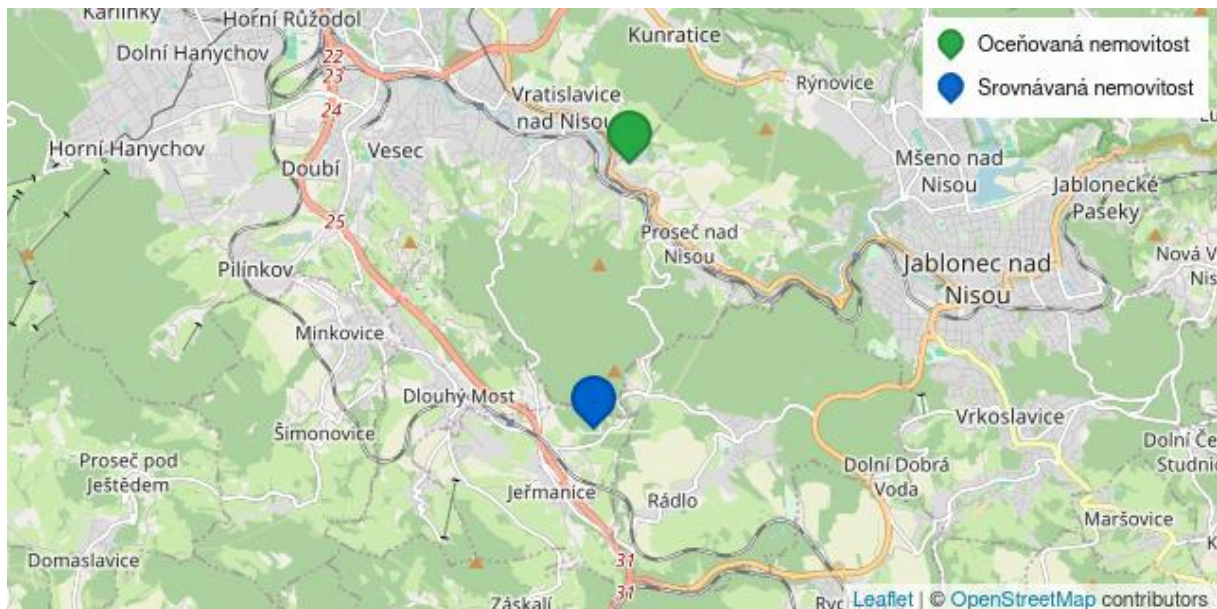 Karlinky
Horní Růžodol
Dolní Hanychov
22
23
24
Kunratice
Rýnovice
Oceňovaná nemovitost
Srovnávaná nemovitost
Lu
Vratislavice
nad Nisou
Horní Hanychov
Doubí
Vesec
Mšeno nad
Nisou
Jablonecké
Paseky
25
Proseč nad
Nisou
Pilínkov
Jablonec nad
Nisou
Nová V
Nis
Minkovice
Dlouhý Most
Šimonovice
Vrkoslavice
Dolní Če
Studnic
Proseč pod
Ještědem
Jeřmanice
Rádlo
Dolní Dobrá
Voda
Maršovice
Domaslavice
31
31
K
Záskalí
Ryc
Leaflet | © OpenStreetMap contributors